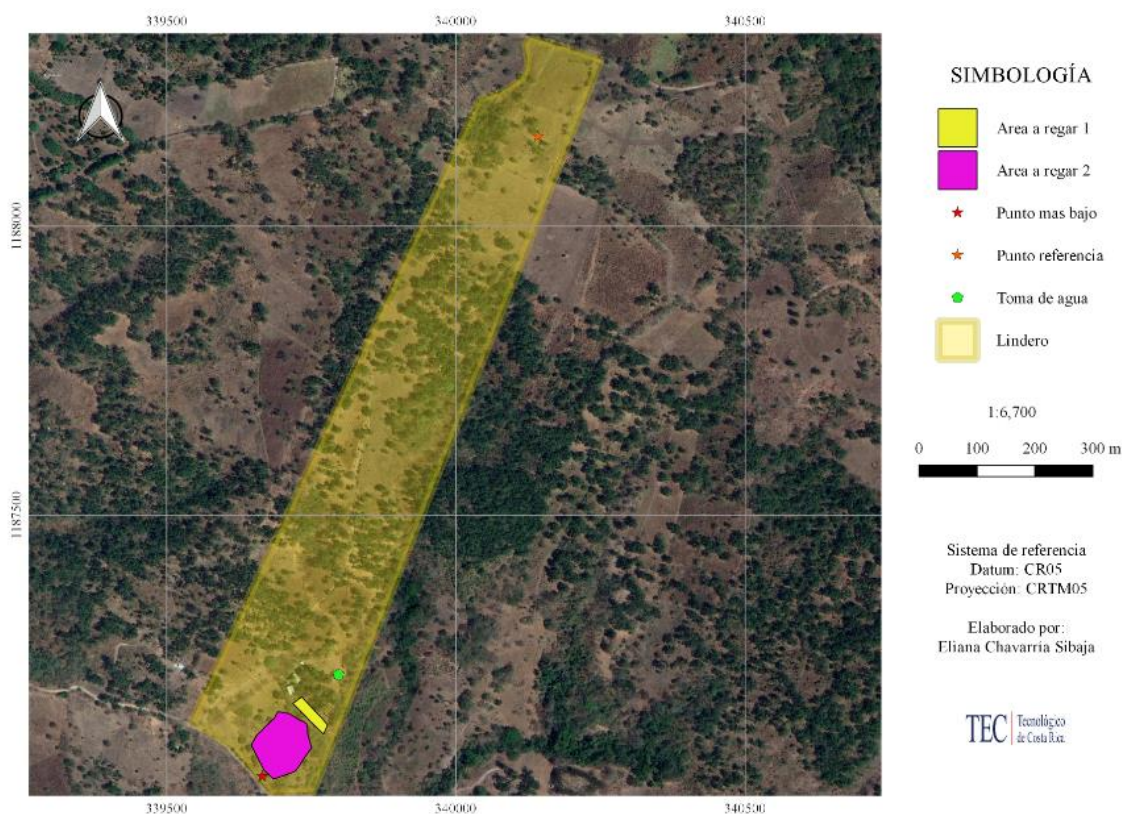 339500 340000 340500
1188000
1187500
339500 340000 340500
SIMBOLOGÍA
Area a regar 1
Area a regar 2
Punto mas bajo
Punto referencia
Toma de agua
Lindero
1:6,700
0 100 200 300 m
Sistema de referencia
Datum: CR05
Proyección: CRTM05
Elaborado por:
Eliana Chavarría Sibaja
TEC Tecnológico
de Costa Rica